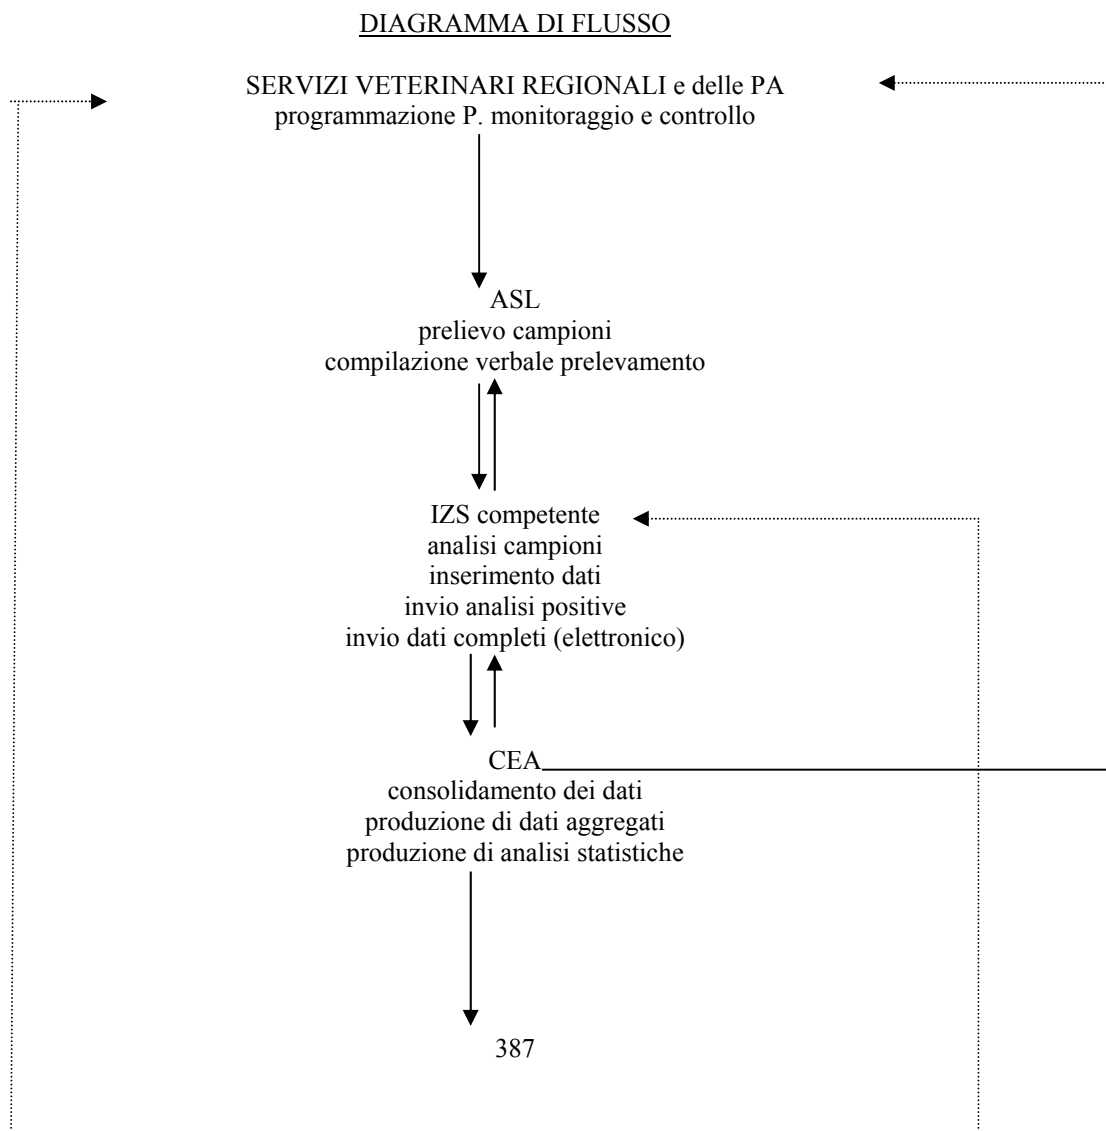 DIAGRAMMA DI FLUSSO
SERVIZI VETERINARI REGIONALI e delle PA
programmazione P. monitoraggio e controllo
ASL
prelievo campioni
compilazione verbale prelevamento
IZS competente
analisi campioni
inserimento dati
invio analisi positive
invio dati completi (elettronico)
CEA
consolidamento dei dati
produzione di dati aggregati
produzione di analisi statistiche
387